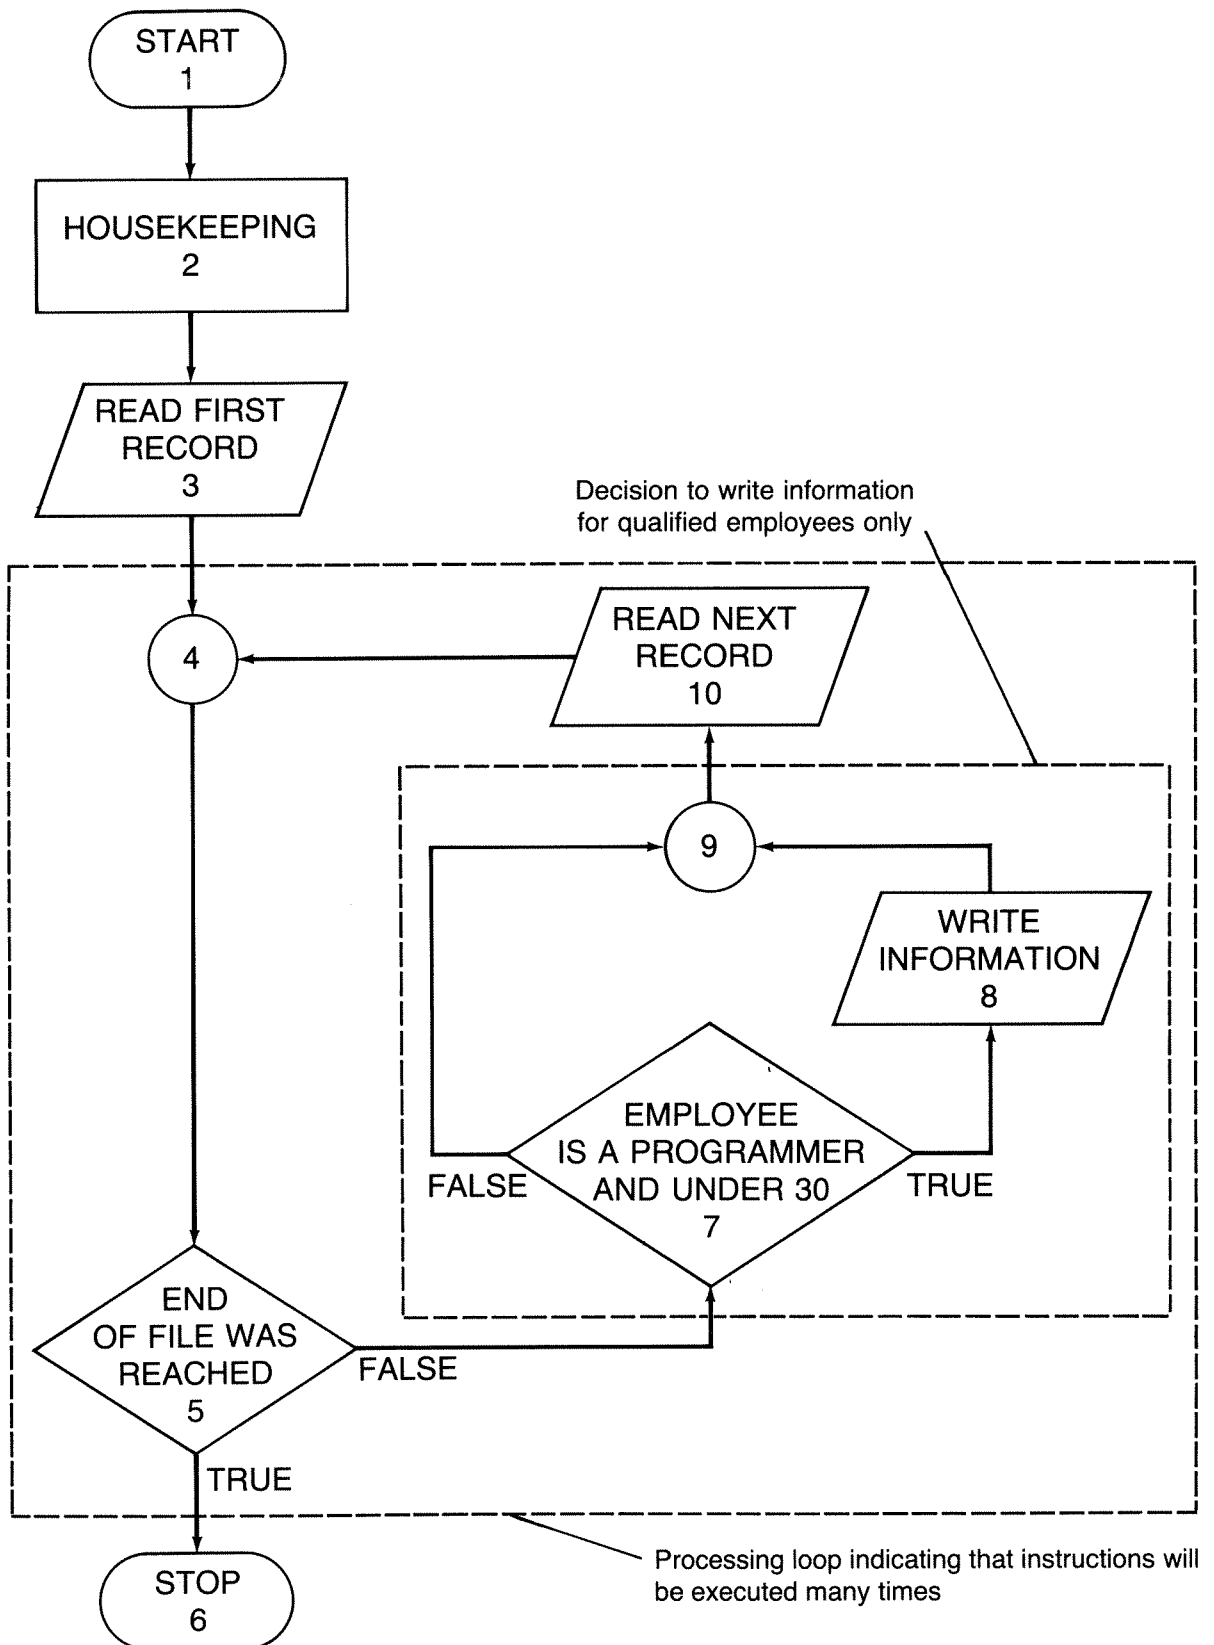 START
1
HOUSEKEEPING
2
READ FIRST
RECORD
3
Decision to write information
for qualified employees only
READ NEXT
RECORD
10
4
9
WRITE
INFORMATION
8
EMPLOYEE
IS A PROGRAMMER
AND UNDER 30
7
FALSE
TRUE
END
OF FILE WAS
REACHED
5
FALSE
TRUE
Processing loop indicating that instructions will
be executed many times
STOP
6